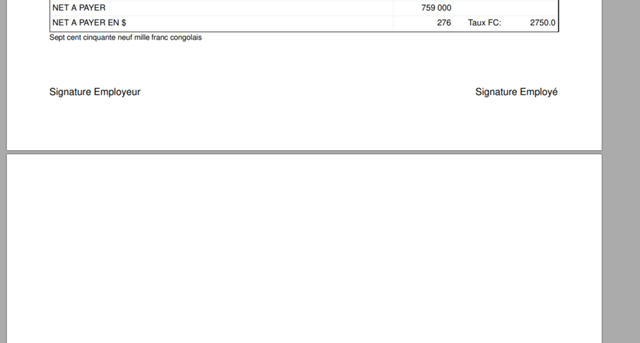 NET A PAYER 759 000
NET A PAYER EN $ 276 Taux FC: 2750.0
Sept cent cinquante neuf mille franc congolais
Signature Employeur Signature Employé